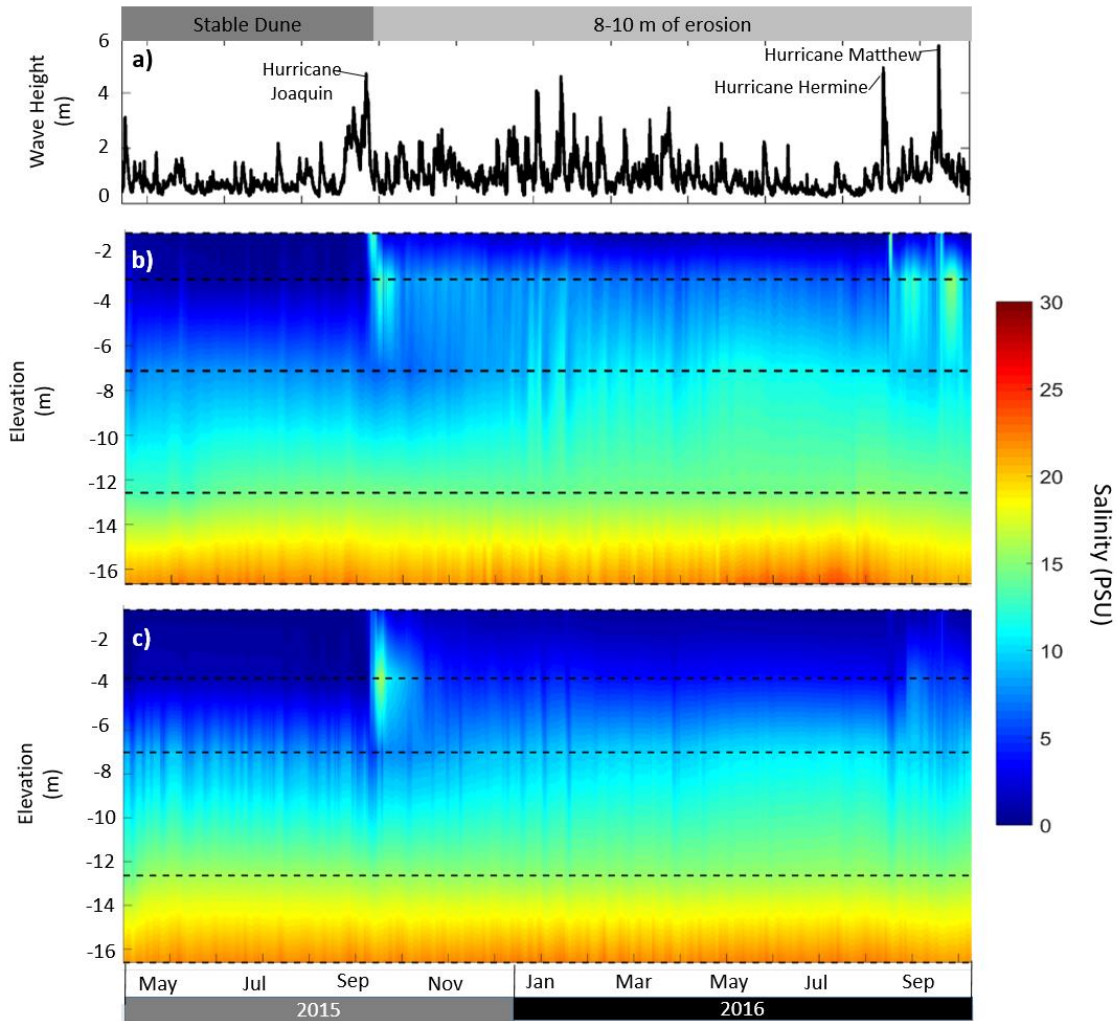 Stable Dune
8-10 m of erosion
a)
6
4
2
0
Wave Height
(m)
Hurricane
Joaquin
Hurricane Matthew
Hurricane Hermine
b)
-2
-4
-6
-8
-10
-12
-14
-16
Elevation
(m)
c)
-2
-4
-6
-8
-10
-12
-14
-16
Elevation
(m)
30
25
20
15
10
5
0
Salinity (PSU)
May Jul Sep Nov Jan Mar May Jul Sep
2015 2016